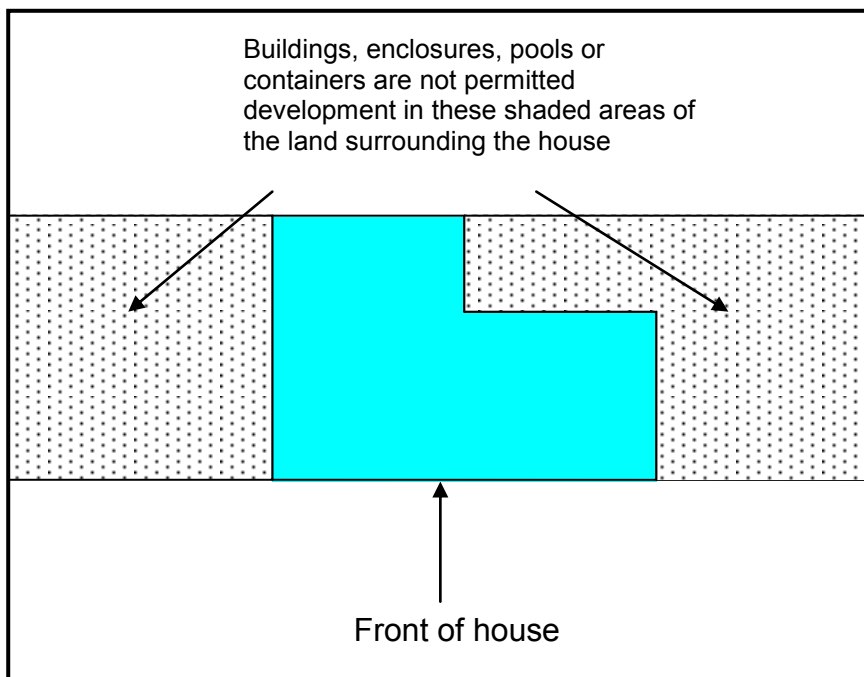 Buildings, enclosures, pools or
containers are not permitted
development in these shaded areas of
the land surrounding the house
Front of house